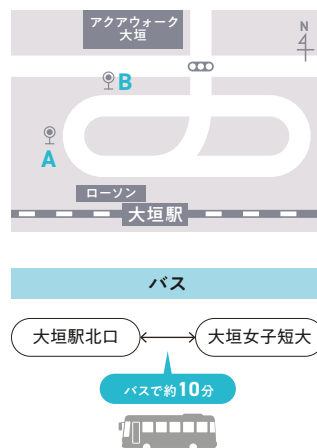 アクアウォーク
大垣
N
B
A
ローソン
大垣駅
バス
大垣駅北口
大垣女子短大
バスで約10分